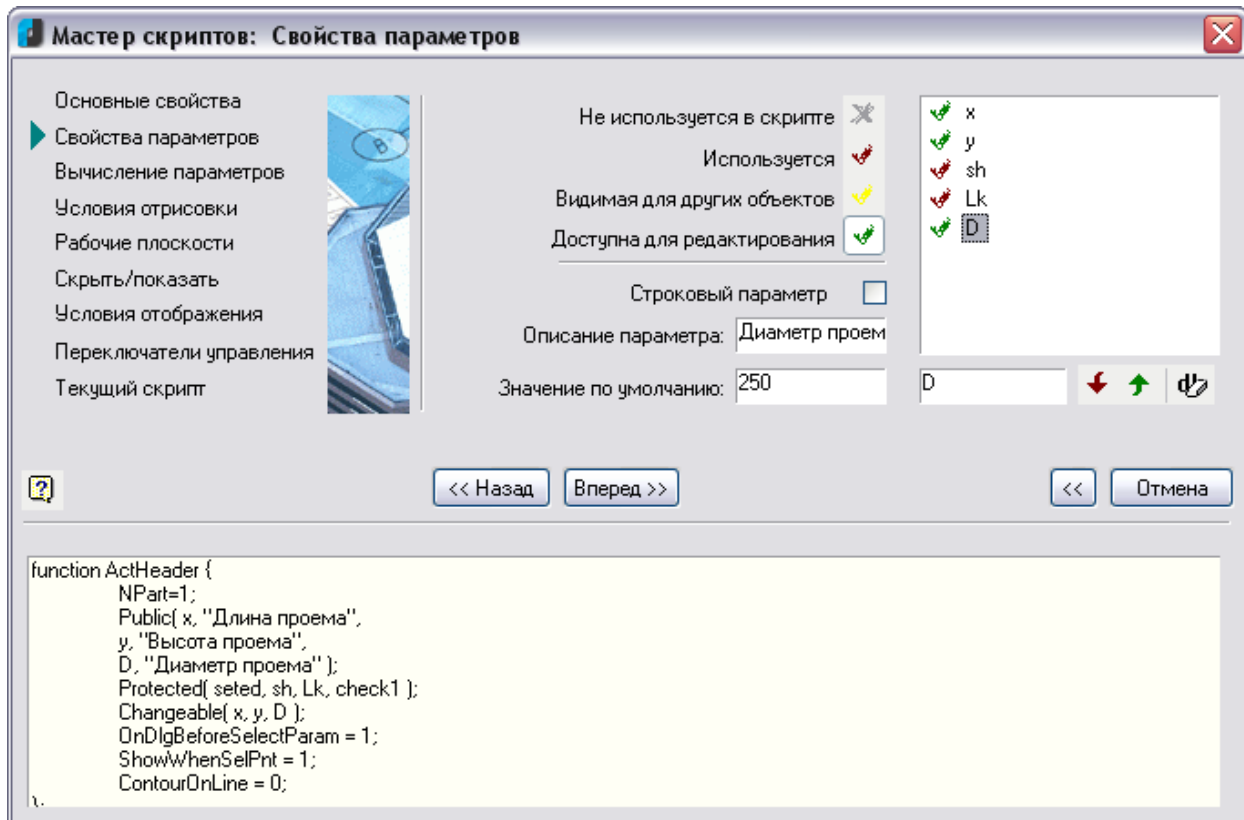 Мастер скриптов: Свойства параметров
Основные свойства
Свойства параметров
Вычисление параметров
Условия отрисовки
Рабочие плоскости
Скрыть/показать
Условия отображения
Переключатели управления
Текущий скрипт
Не используется в скрипте
Используется
Видимая для других объектов
Доступна для редактирования
Строковый параметр
Описание параметра: Диаметр проем
Значение по умолчанию: 250
x
y
sh
Lk
D
D
<< Назад
Вперед >>
<<
Отмена
function ActHeader {
NPart=1;
Public( x, "Длина проема",
y, "Высота проема",
D, "Диаметр проема" );
Protected( seted, sh, Lk, check1 );
Changeable( x, y, D );
OnDlgBeforeSelectParam = 1;
ShowWhenSelPnt = 1;
ContourOnLine = 0;